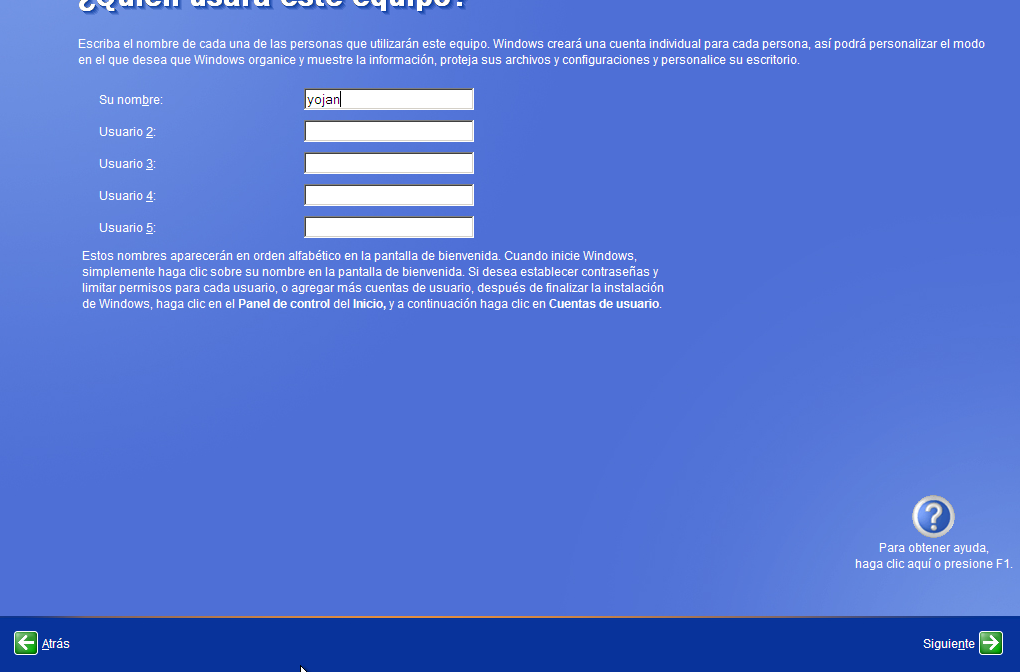 ¿Quién usará este equipo?
Escriba el nombre de cada una de las personas que utilizarán este equipo. Windows creará una cuenta individual para cada persona, así podrá personalizar el modo
en el que desea que Windows organice y muestre la información, proteja sus archivos y configuraciones y personalice su escritorio.
Su nombre: yojan
Usuario 2:
Usuario 3:
Usuario 4:
Usuario 5:
Estos nombres aparecerán en orden alfabético en la pantalla de bienvenida. Cuando inicie Windows,
simplemente haga clic sobre su nombre en la pantalla de bienvenida. Si desea establecer contraseñas y
limitar permisos para cada usuario, o agregar más cuentas de usuario, después de finalizar la instalación
de Windows, haga clic en el Panel de control del Inicio, y a continuación haga clic en Cuentas de usuario.
Para obtener ayuda,
haga clic aquí o presione F1.
Atrás
Siguiente